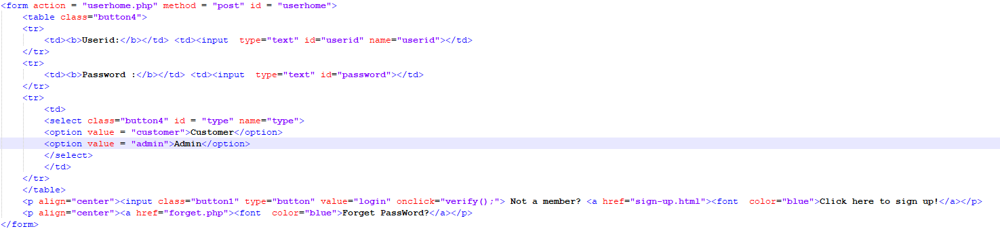 <form action = "userhome.php" method = "post" id = "userhome">
    <table class="button4">
    <tr>
        <td><b>Userid:</b></td> <td><input  type="text" id="userid" name="userid"></td>
    </tr>
    <tr>
        <td><b>Password :</b></td> <td><input  type="text" id="password"></td>
    </tr>
    <tr>
        <td>
        <select class="button4" id = "type" name="type">
        <option value = "customer">Customer</option>
        <option value = "admin">Admin</option>
        </select>
        </td>
    </tr>
    </table>
    <p align="center"><input class="button1" type="button" value="login" onclick="verify();"> Not a member? <a href="sign-up.html"><font  color="blue">Click here to sign up!</a></p>
    <p align="center"><a href="forget.php"><font  color="blue">Forget PassWord?</a></p>
</form>